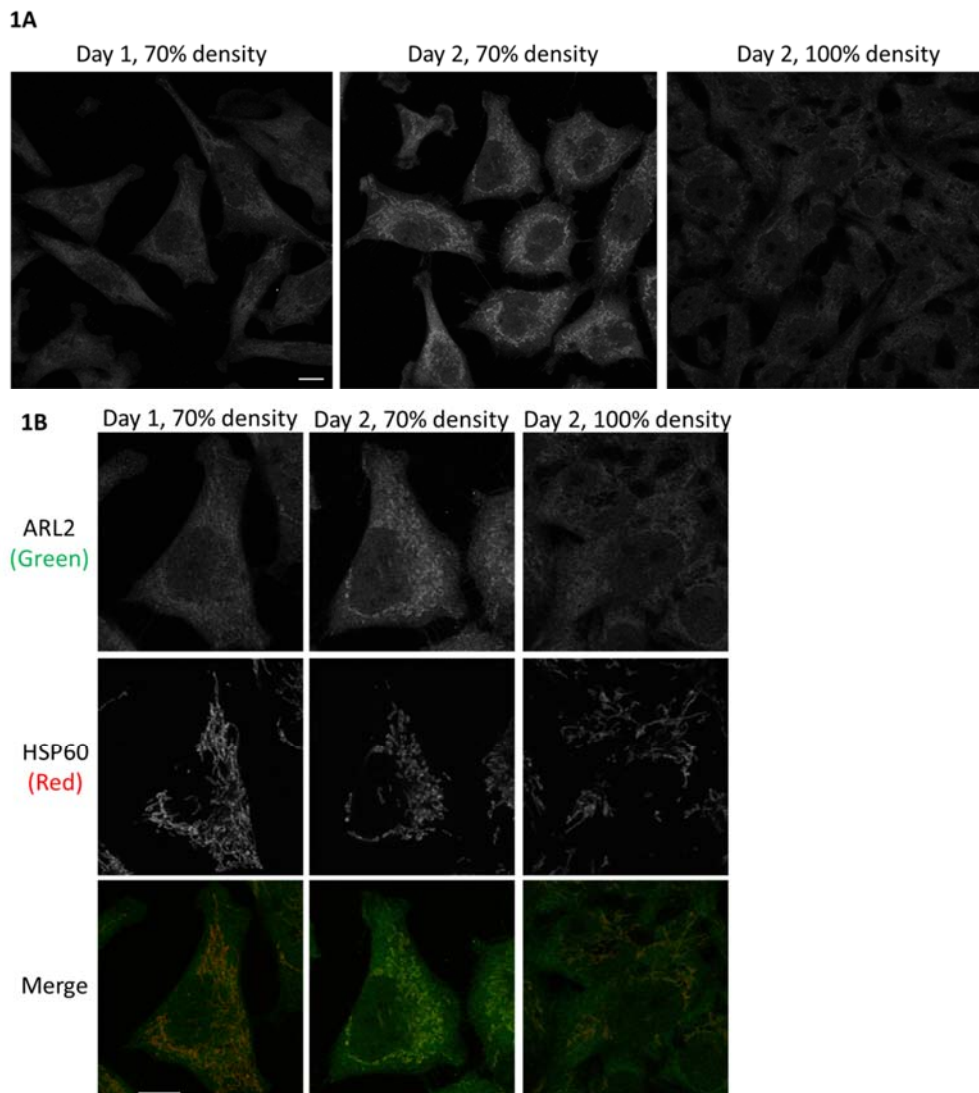 1A
Day 1, 70% density Day 2, 70% density Day 2, 100% density
1B Day 1, 70% density Day 2, 70% density Day 2, 100% density
ARL2
(Green)
HSP60
(Red)
Merge